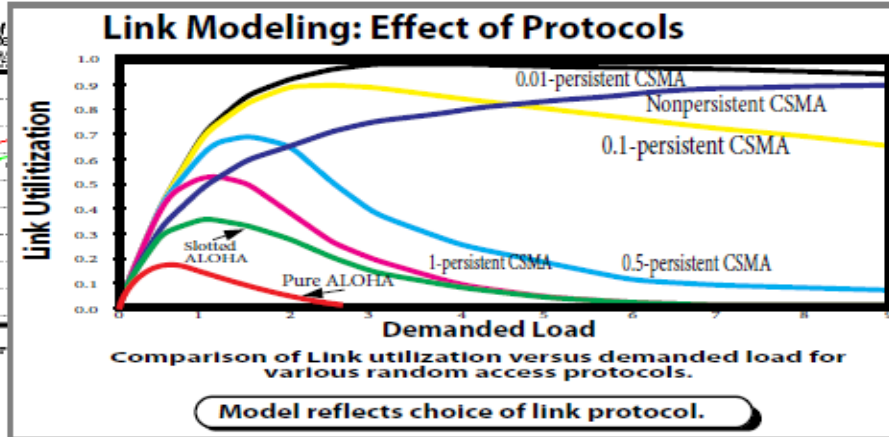 Link Modeling: Effect of Protocols
1.0
0.9
0.8
0.7
0.6
0.5
0.4
0.3
0.2
0.1
0.0
Link Utilitization
0.01-persistent CSMA
Nonpersistent CSMA
0.1-persistent CSMA
Slotted
ALOHA
Pure ALOHA
1-persistent CSMA
0.5-persistent CSMA
0 1 2 3 4 5 6 7 8 9
Demanded Load
Comparison of Link utilization versus demanded load for
various random access protocols.
Model reflects choice of link protocol.